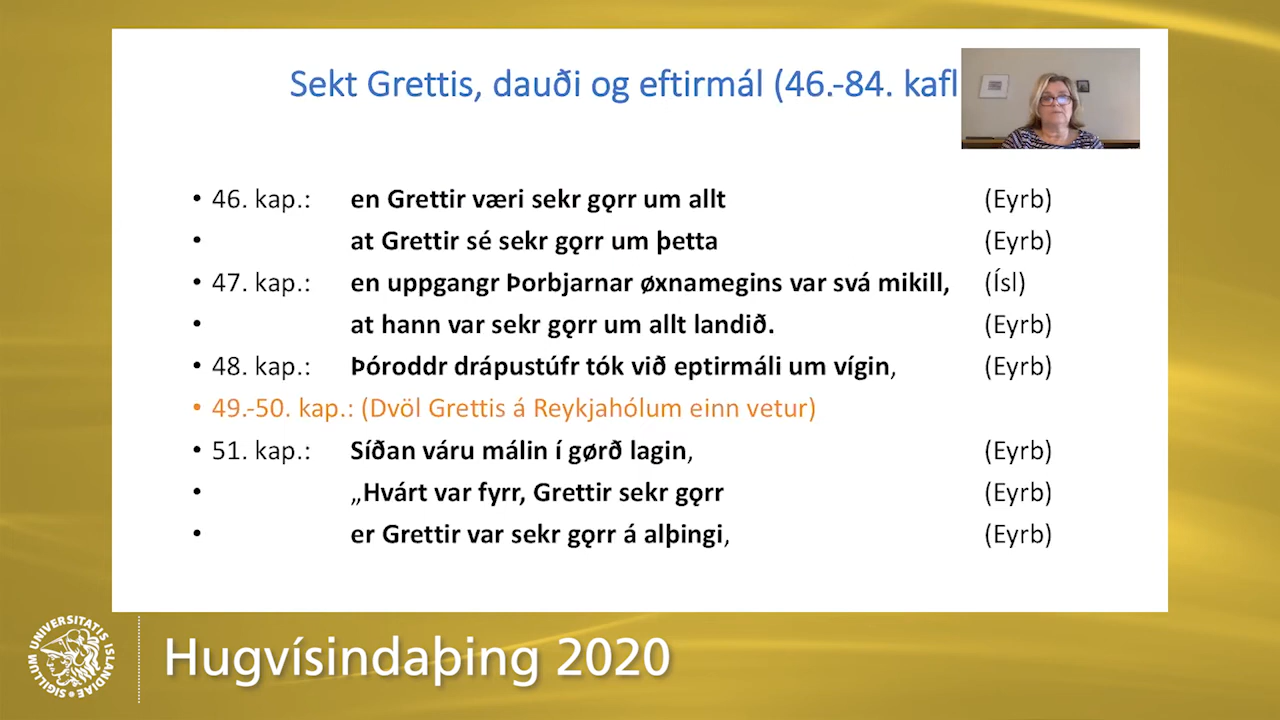 Sekt Grettis, dauði og eftirmál (46.-84. kafl
• 46. kap.: en Grettir væri sekr gǫrr um allt (Eyrb)
• at Grettir sé sekr gǫrr um þetta (Eyrb)
• 47. kap.: en uppgangr Þorbjarnar øxnamegins var svá mikill, (Ísl)
• at hann var sekr gǫrr um allt landið. (Eyrb)
• 48. kap.: Þóroddr drápustúfr tók við eptirmáli um vígin, (Eyrb)
• 49.-50. kap.: (Dvöl Grettis á Reykjahólum einn vetur)
• 51. kap.: Síðan váru málin í gørð lagin, (Eyrb)
• „Hvárt var fyrr, Grettir sekr gǫrr (Eyrb)
• er Grettir var sekr gǫrr á alþingi, (Eyrb)
SIGILLUM UNIVERSITATIS ISLANDIAE
Hugvísindaþing 2020